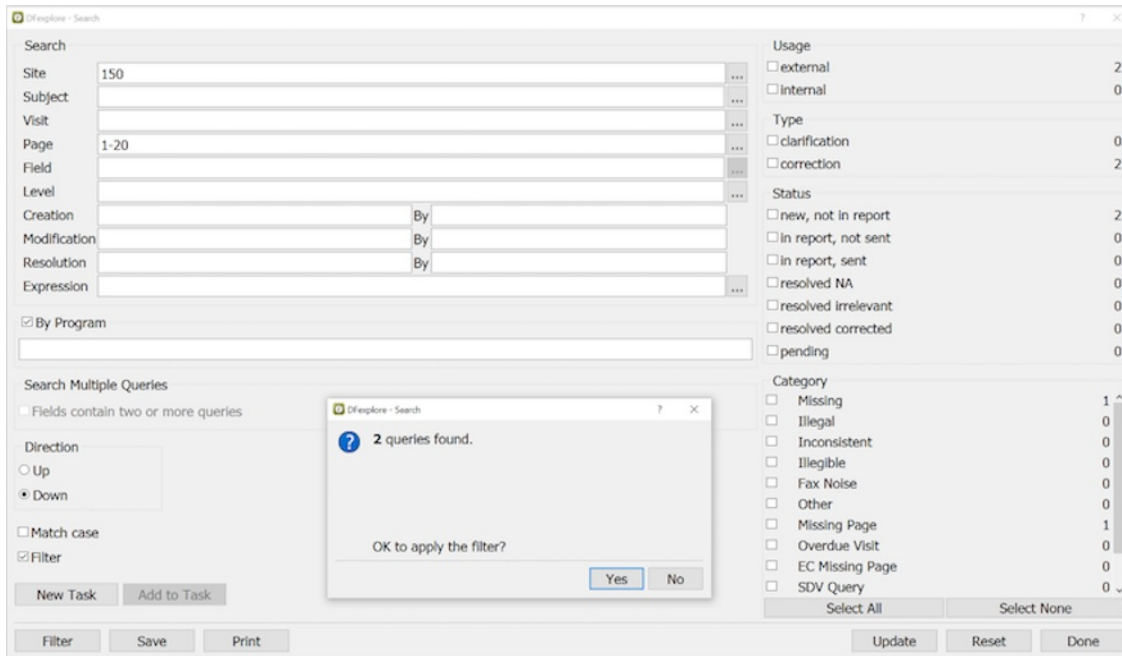 DFexplore - Search
Search
Site 150 ...
Subject ...
Visit ...
Page 1-20 ...
Field ...
Level ...
Creation By
Modification By
Resolution By
Expression ...
By Program
Search Multiple Queries
Fields contain two or more queries
Direction
Up
Down
Match case
Filter
New Task Add to Task
Filter Save Print
DFexplore - Search
2 queries found.
OK to apply the filter?
Yes No
Usage
external 2
internal 0
Type
clarification 0
correction 2
Status
new, not in report 2
in report, not sent 0
in report, sent 0
resolved NA 0
resolved irrelevant 0
resolved corrected 0
pending 0
Category
Missing 1
Illegal 0
Inconsistent 0
Illegible 0
Fax Noise 0
Other 0
Missing Page 1
Overdue Visit 0
EC Missing Page 0
SDV Query 0
Select All Select None
Update Reset Done